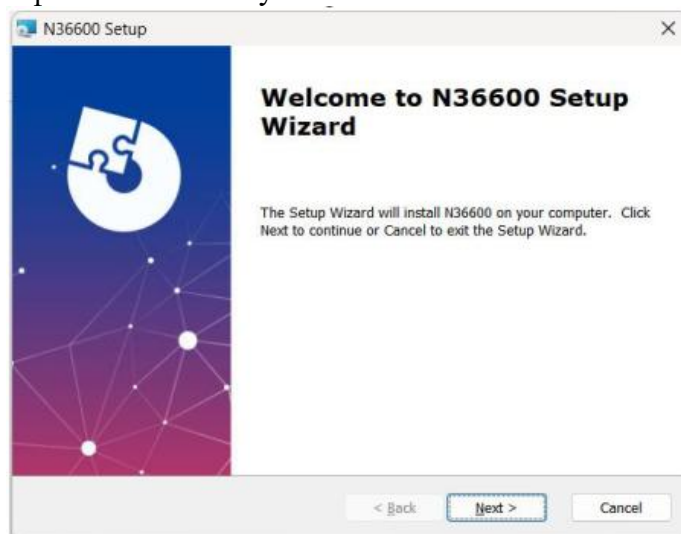 N36600 Setup
Welcome to N36600 Setup
Wizard
The Setup Wizard will install N36600 on your computer. Click
Next to continue or Cancel to exit the Setup Wizard.
< Back
Next >
Cancel